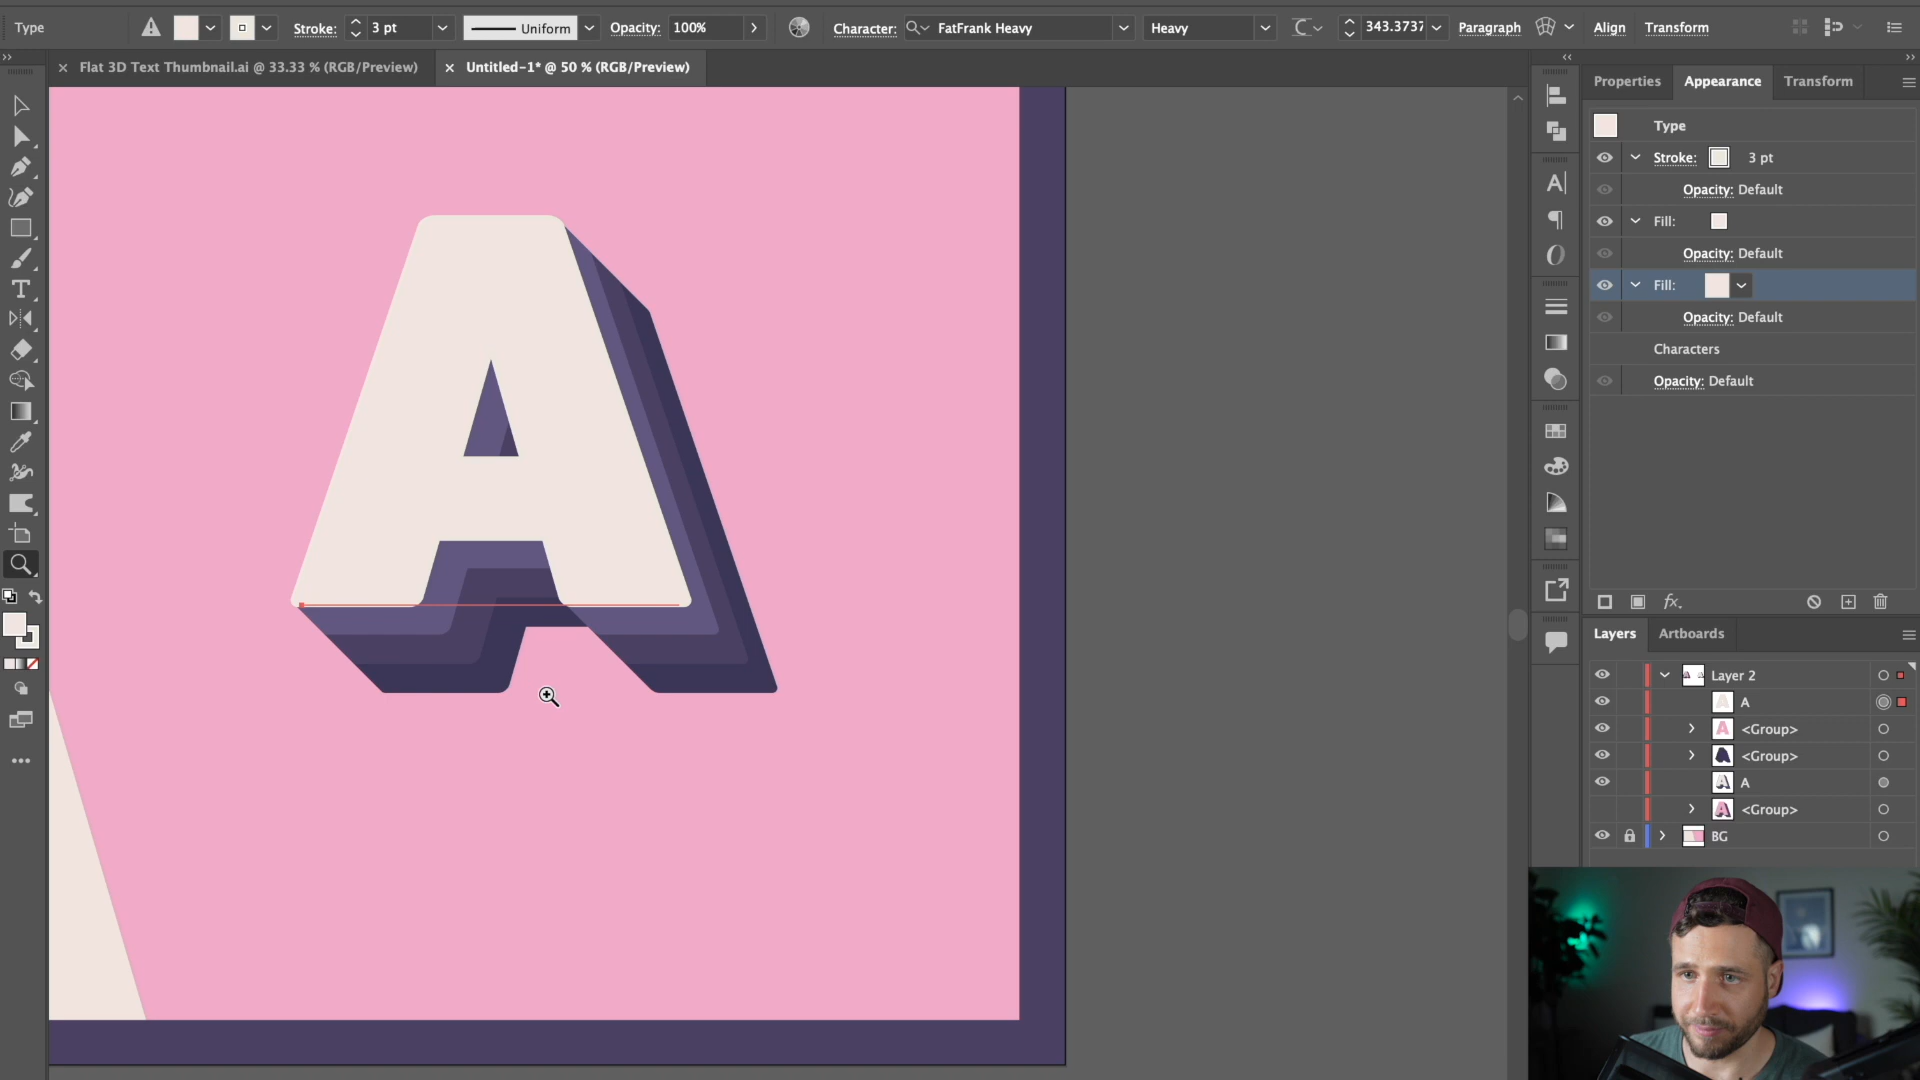 Type
Stroke: 3 pt
Uniform
Opacity: 100%
Character: FatFrank Heavy
Heavy
343.3737
Paragraph
Align
Transform
× Flat 3D Text Thumbnail.ai @ 33.33 % (RGB/Preview)
× Untitled-1* @ 50 % (RGB/Preview)
Properties Appearance Transform
Type
Stroke: 3 pt
Opacity: Default
Fill:
Opacity: Default
Fill:
Opacity: Default
Characters
Opacity: Default
fx
A
Layers Artboards
Layer 2
A
<Group>
<Group>
A
<Group>
BG